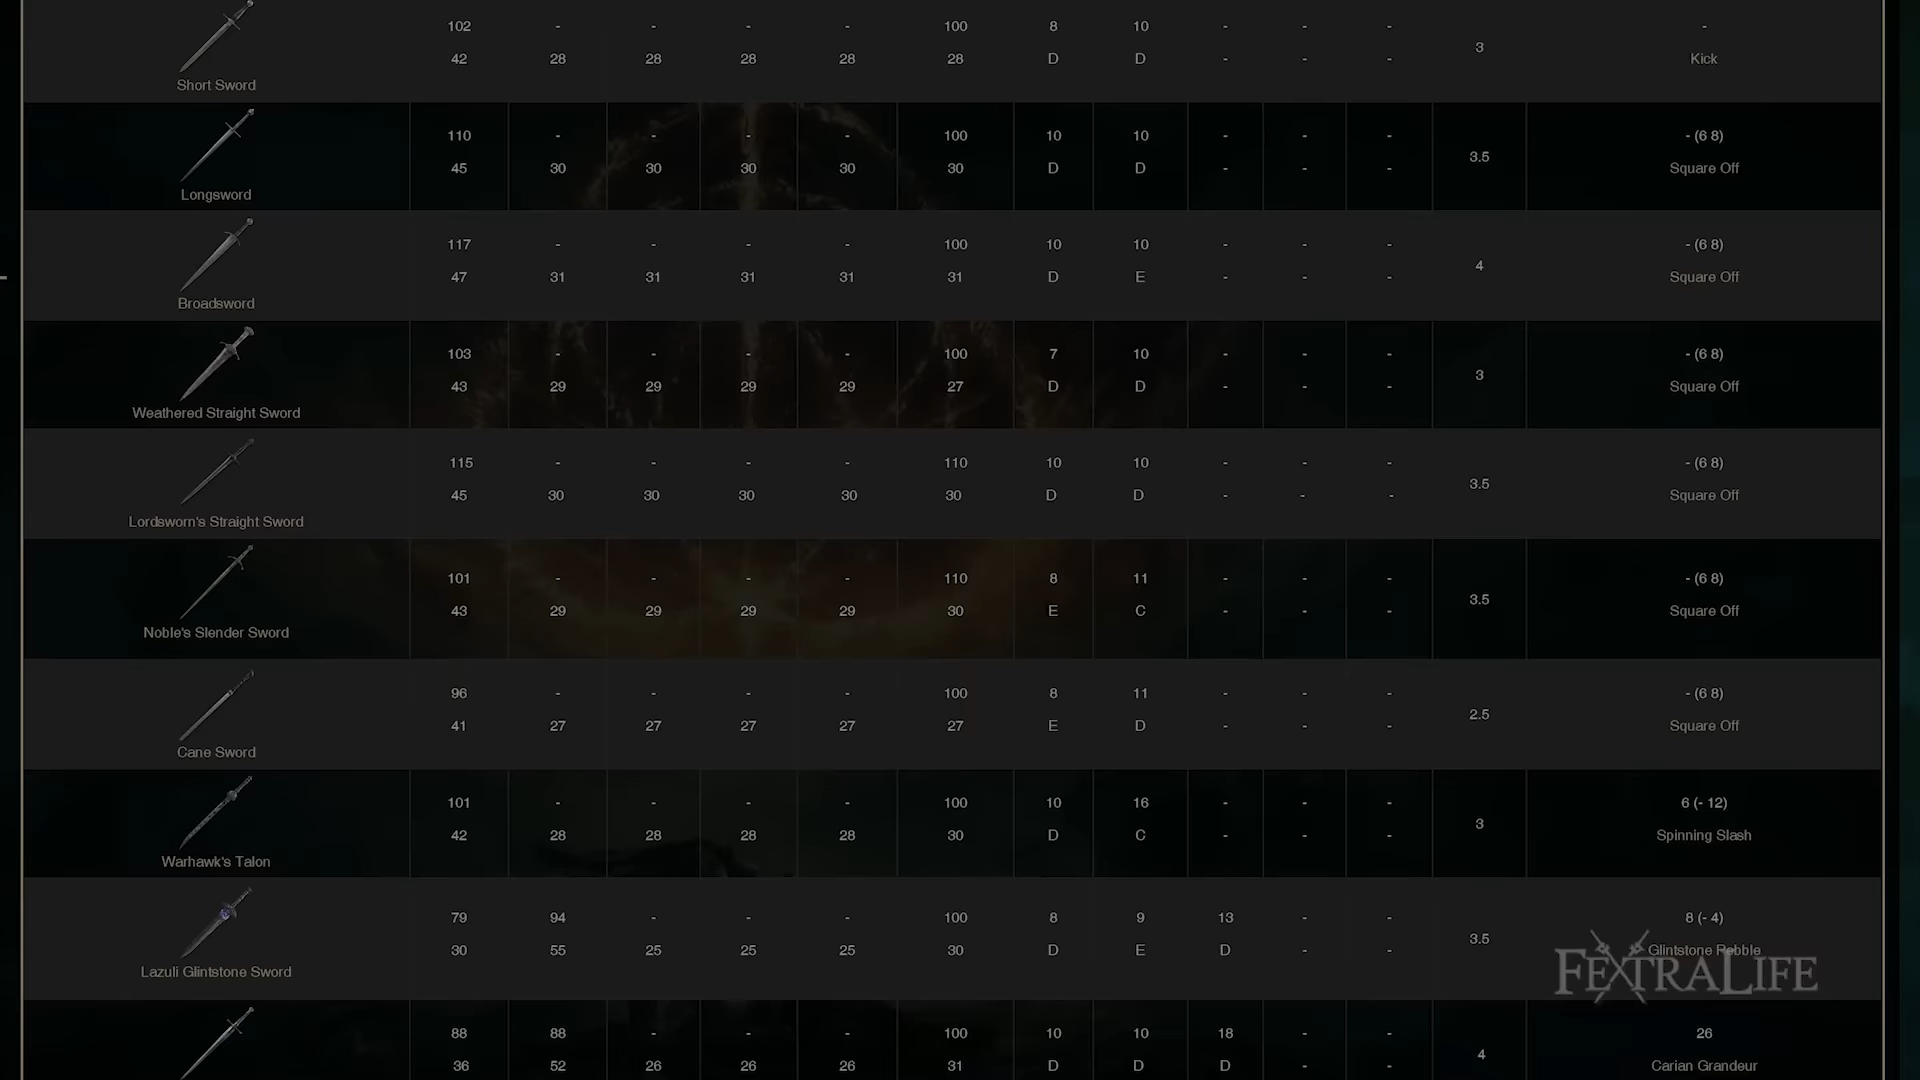 102 - - - - 100 8 10 - - - -
42 28 28 28 28 28 D D - - - 3 Kick
Short Sword
110 - - - - 100 10 10 - - - - (6 8)
45 30 30 30 30 30 D D - - - 3.5 Square Off
Longsword
117 - - - - 100 10 10 - - - - (6 8)
47 31 31 31 31 31 D E - - - 4 Square Off
Broadsword
103 - - - - 100 7 10 - - - - (6 8)
43 29 29 29 29 27 D D - - - 3 Square Off
Weathered Straight Sword
115 - - - - 110 10 10 - - - - (6 8)
45 30 30 30 30 30 D D - - - 3.5 Square Off
Lordsworn's Straight Sword
101 - - - - 110 8 11 - - - - (6 8)
43 29 29 29 29 30 E C - - - 3.5 Square Off
Noble's Slender Sword
96 - - - - 100 8 11 - - - - (6 8)
41 27 27 27 27 27 E D - - - 2.5 Square Off
Cane Sword
101 - - - - 100 10 16 - - - 6 (- 12)
42 28 28 28 28 30 D C - - - 3 Spinning Slash
Warhawk's Talon
79 94 - - - 100 8 9 13 - - 8 (- 4)
30 55 25 25 25 30 D E D - - 3.5 Glintstone Pebble
Lazuli Glintstone Sword
FEXTRALIFE
88 88 - - - 100 10 10 18 - - 26
36 52 26 26 26 31 D D D - - 4 Carian Grandeur